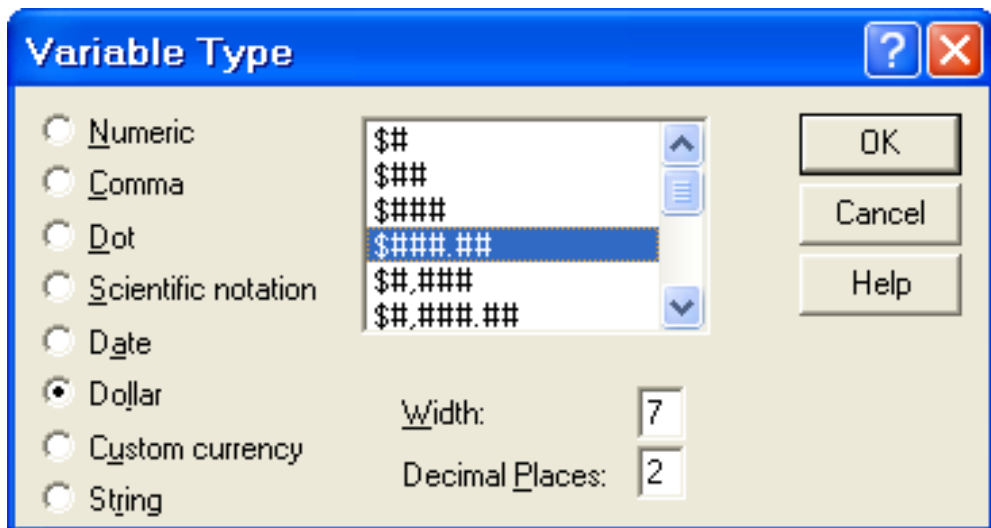 Variable Type
?
Numeric
Comma
Dot
Scientific notation
Date
Dollar
Custom currency
String
$#
$##
$###
$###.##
$#,###
$#,###.##
Width: 7
Decimal Places: 2
OK
Cancel
Help